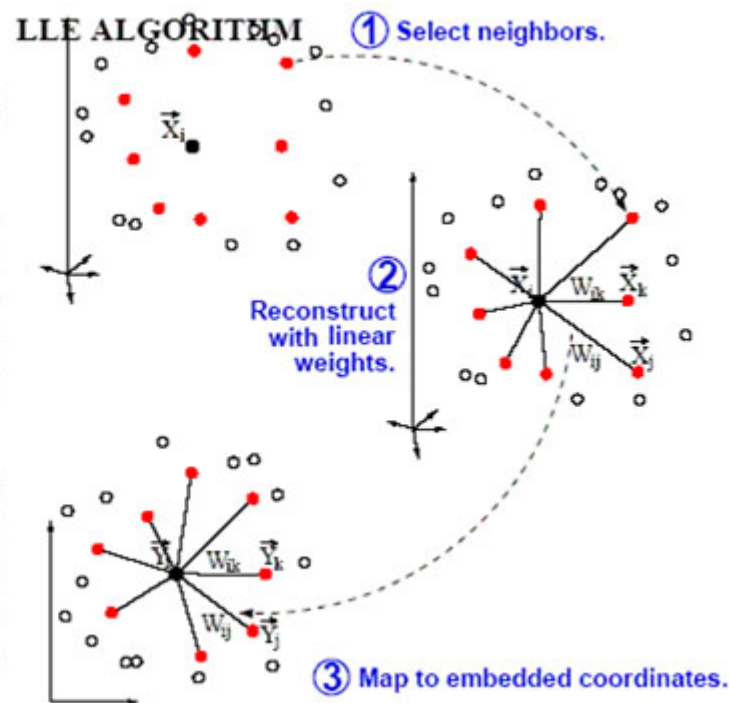 LLE ALGORITHM
1 Select neighbors.
X⃗i
2
Reconstruct
with linear
weights.
X⃗i
Wik
X⃗k
Wij
X⃗j
Y⃗i
Wik
Y⃗k
Wij
Y⃗j
3 Map to embedded coordinates.